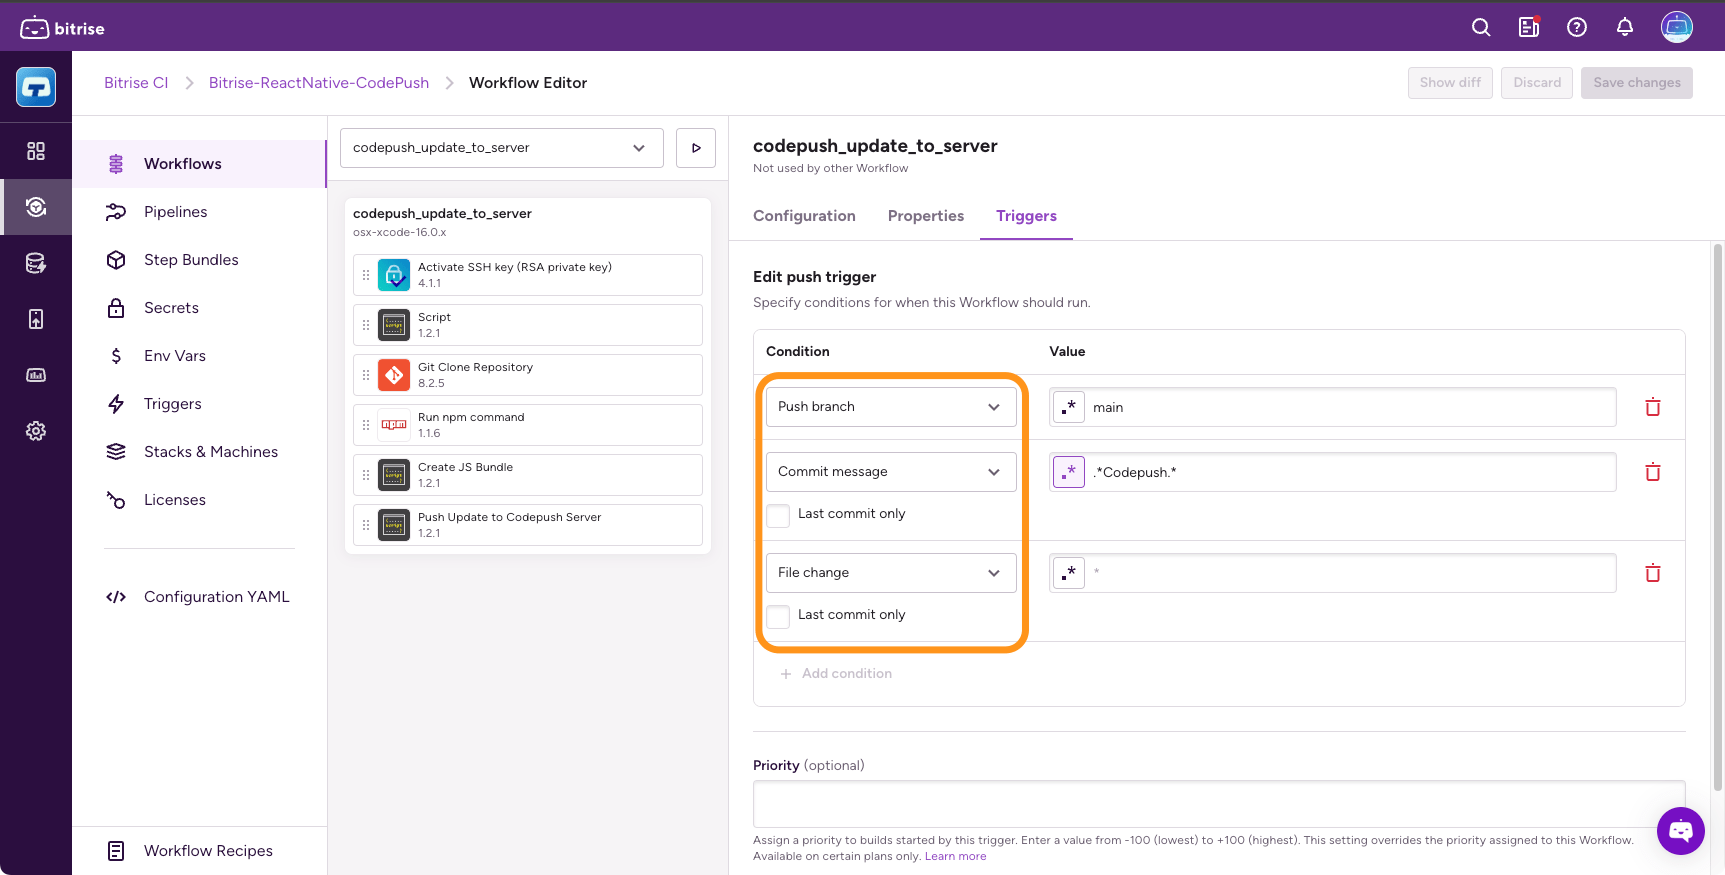 bitrise
Bitrise CI
Bitrise-ReactNative-CodePush
Workflow Editor
Show diff
Discard
Save changes
Workflows
Pipelines
Step Bundles
Secrets
Env Vars
Triggers
Stacks & Machines
Licenses
Configuration YAML
Workflow Recipes
codepush_update_to_server
codepush_update_to_server
osx-xcode-16.0.x
Activate SSH key (RSA private key)
4.1.1
Script
1.2.1
Git Clone Repository
8.2.5
Run npm command
1.1.6
Create JS Bundle
1.2.1
Push Update to Codepush Server
1.2.1
codepush_update_to_server
Not used by other Workflow
Configuration
Properties
Triggers
Edit push trigger
Specify conditions for when this Workflow should run.
Condition
Value
Push branch
.*
main
Commit message
.*
.*Codepush.*
Last commit only
File change
.*
*
Last commit only
+ Add condition
Priority (optional)
Assign a priority to builds started by this trigger. Enter a value from -100 (lowest) to +100 (highest). This setting overrides the priority assigned to this Workflow.
Available on certain plans only. Learn more